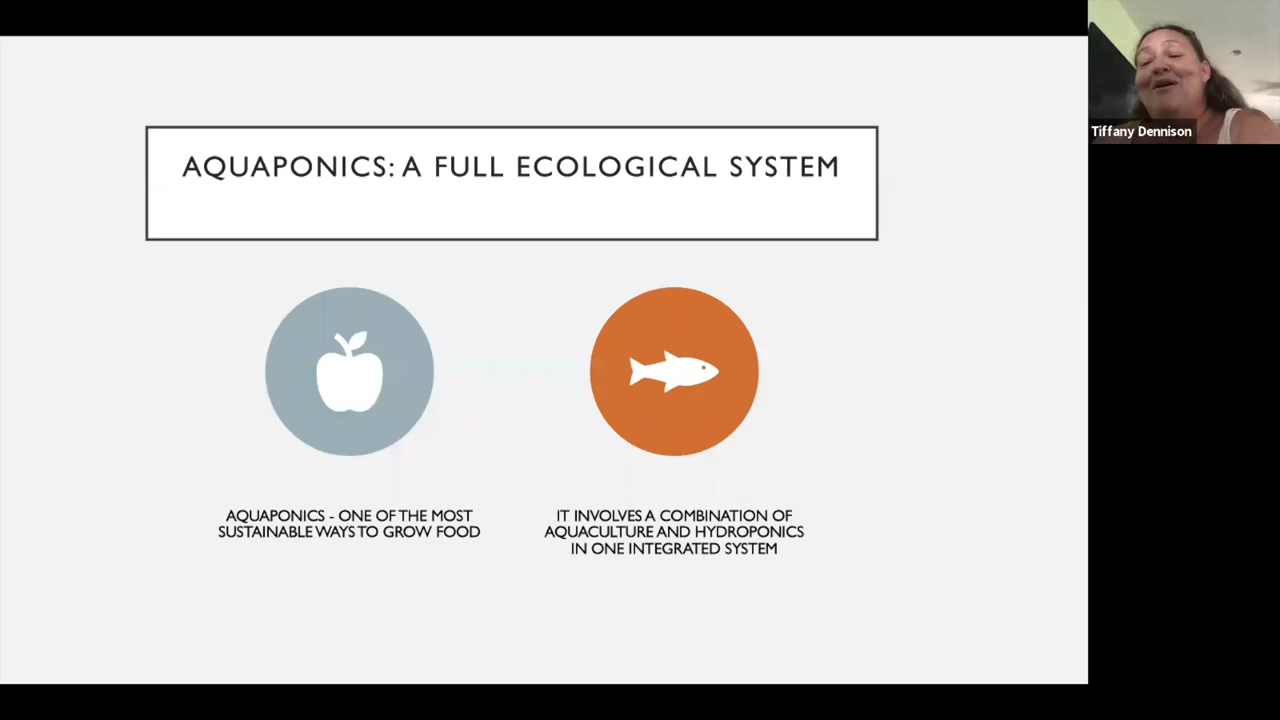 AQUAPONICS: A FULL ECOLOGICAL SYSTEM
AQUAPONICS - ONE OF THE MOST
SUSTAINABLE WAYS TO GROW FOOD
IT INVOLVES A COMBINATION OF
AQUACULTURE AND HYDROPONICS
IN ONE INTEGRATED SYSTEM
Tiffany Dennison